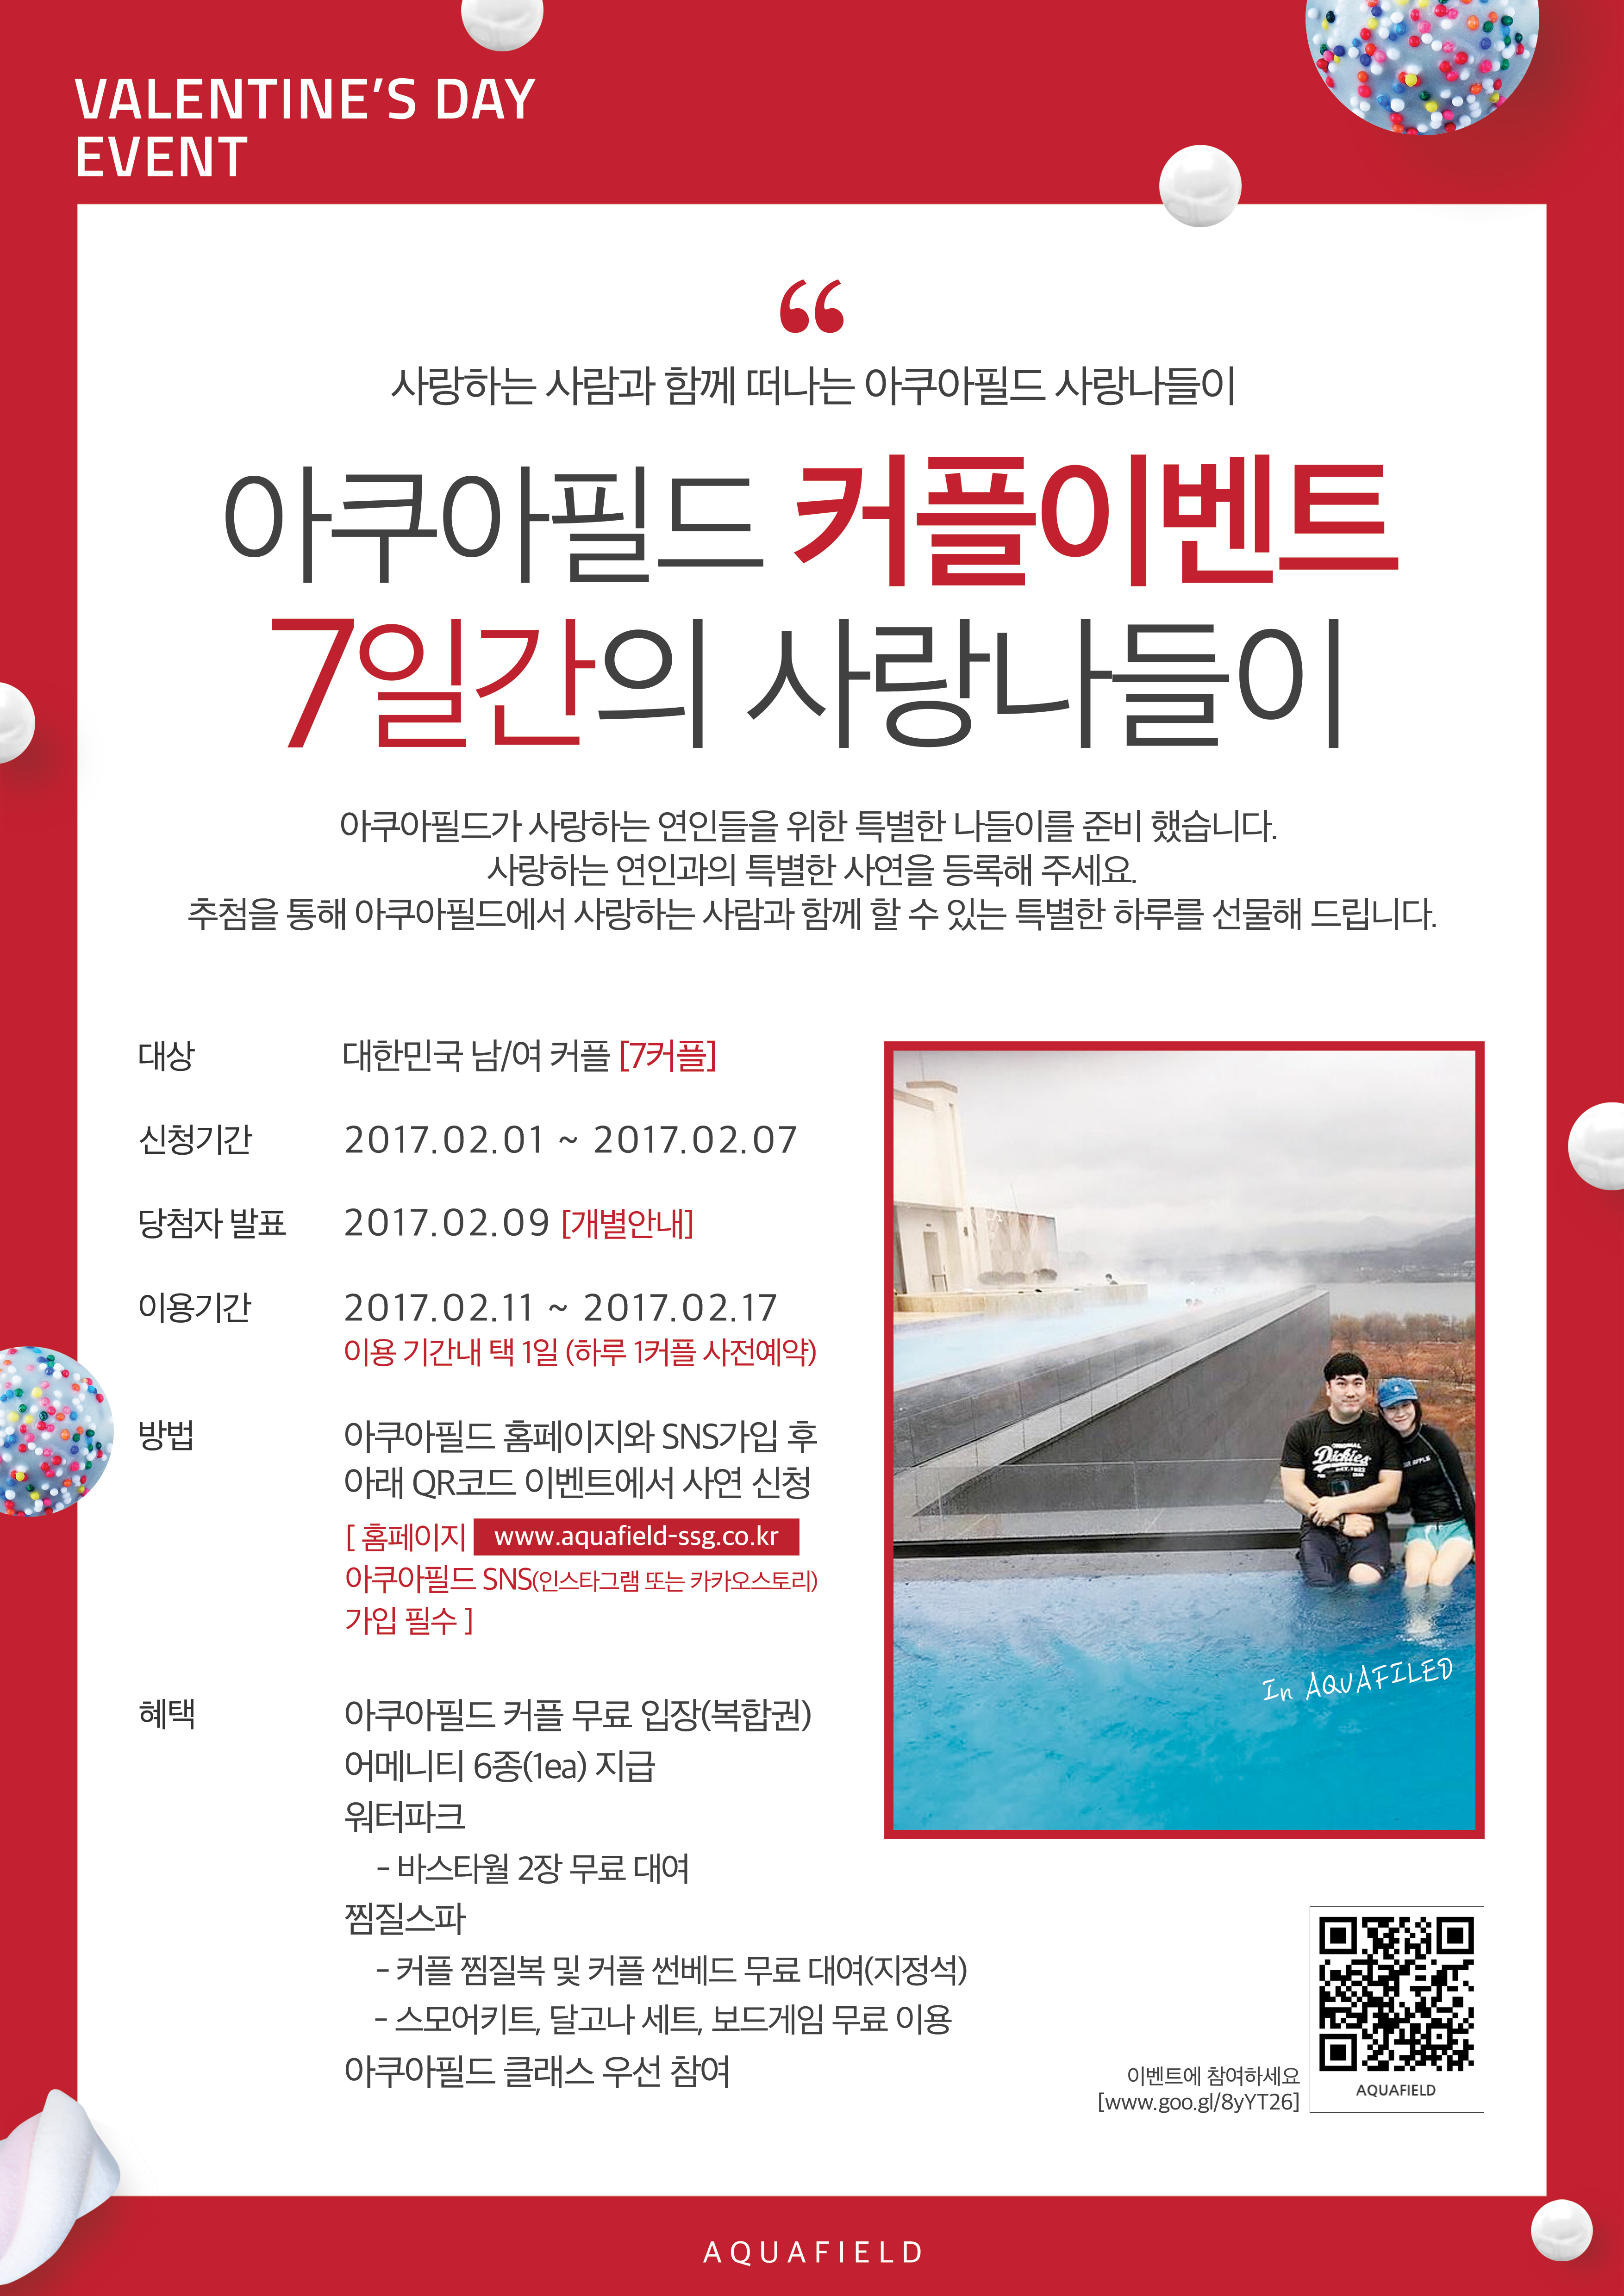 VALENTINE'S DAY
EVENT
“
사랑하는 사람과 함께 떠나는 아쿠아필드 사랑나들이
아쿠아필드 커플이벤트
7일간의 사랑나들이
아쿠아필드가 사랑하는 연인들을 위한 특별한 나들이를 준비 했습니다.
사랑하는 연인과의 특별한 사연을 등록해 주세요.
추첨을 통해 아쿠아필드에서 사랑하는 사람과 함께 할 수 있는 특별한 하루를 선물해 드립니다.
대상 대한민국 남/여 커플 [7커플]
신청기간 2017.02.01 ~ 2017.02.07
당첨자 발표 2017.02.09 [개별안내]
이용기간 2017.02.11 ~ 2017.02.17
이용 기간내 택 1일 (하루 1커플 사전예약)
방법 아쿠아필드 홈페이지와 SNS가입 후
아래 QR코드 이벤트에서 사연 신청
[ 홈페이지 www.aquafield-ssg.co.kr
아쿠아필드 SNS(인스타그램 또는 카카오스토리)
가입 필수 ]
혜택 아쿠아필드 커플 무료 입장(복합권)
어메니티 6종(1ea) 지급
워터파크
- 바스타월 2장 무료 대여
찜질스파
- 커플 찜질복 및 커플 썬베드 무료 대여(지정석)
- 스모어키트, 달고나 세트, 보드게임 무료 이용
아쿠아필드 클래스 우선 참여
ORIGINAL
Dickies
In AQUAFILED
이벤트에 참여하세요
[www.goo.gl/8yYT26]
AQUAFIELD
AQUAFIELD